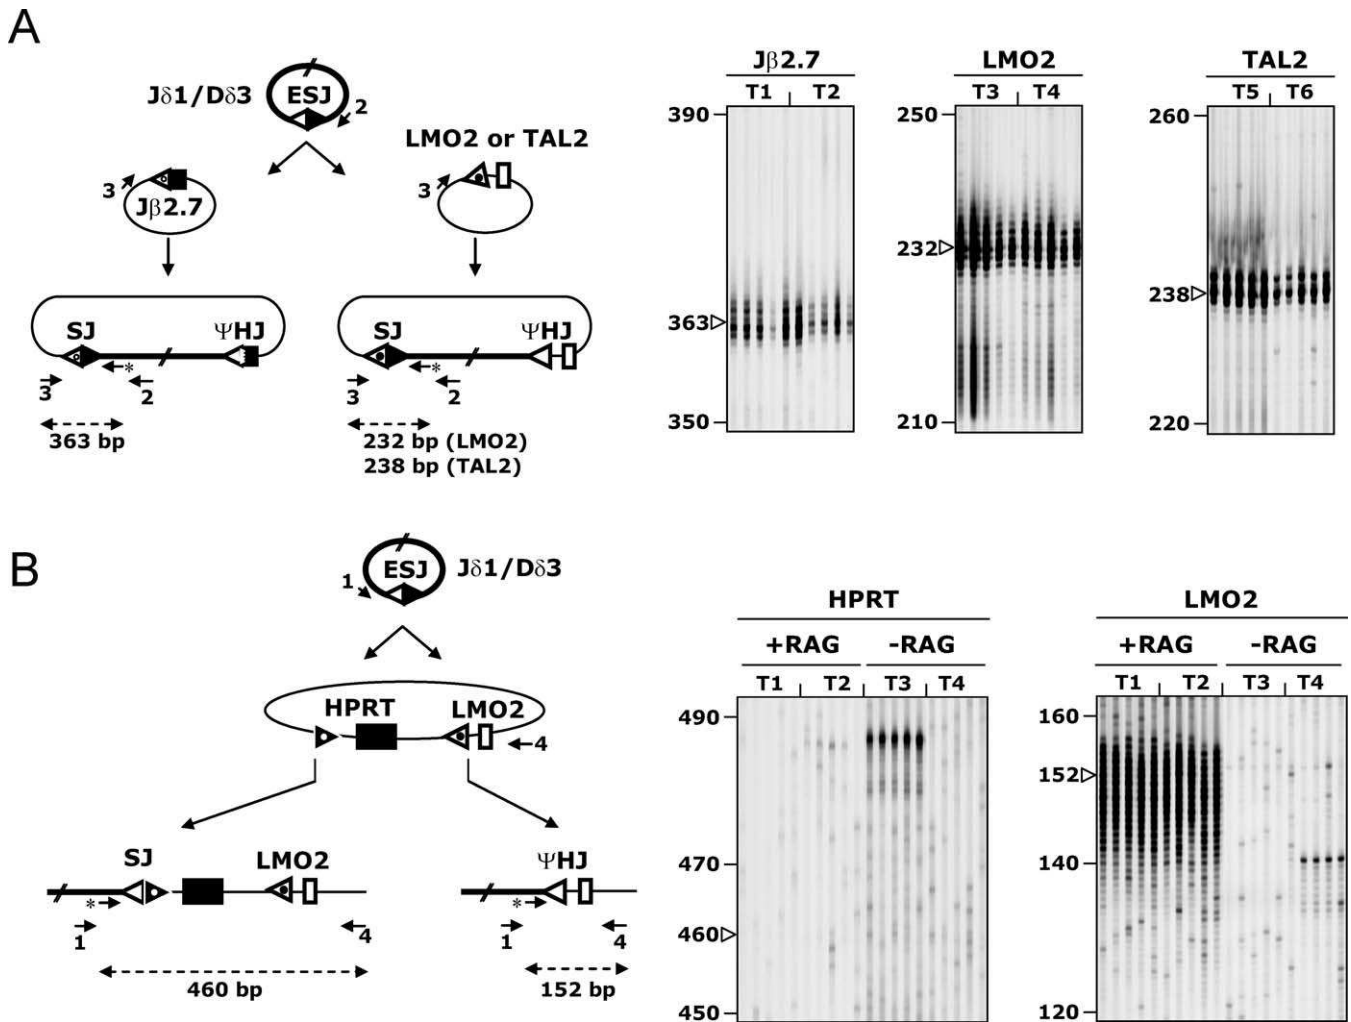 A
Jδ1/Dδ3
ESJ
2
LMO2 or TAL2
3
Jβ2.7
3
SJ
ΨHJ
*
3
2
363 bp
SJ
ΨHJ
*
3
2
232 bp (LMO2)
238 bp (TAL2)
Jβ2.7
T1 T2
390
363
350
LMO2
T3 T4
250
232
210
TAL2
T5 T6
260
238
220
B
1
ESJ
Jδ1/Dδ3
HPRT
LMO2
4
SJ
LMO2
*
1
4
460 bp
ΨHJ
*
1
4
152 bp
HPRT
+RAG -RAG
T1 T2 T3 T4
490
470
460
450
LMO2
+RAG -RAG
T1 T2 T3 T4
160
152
140
120